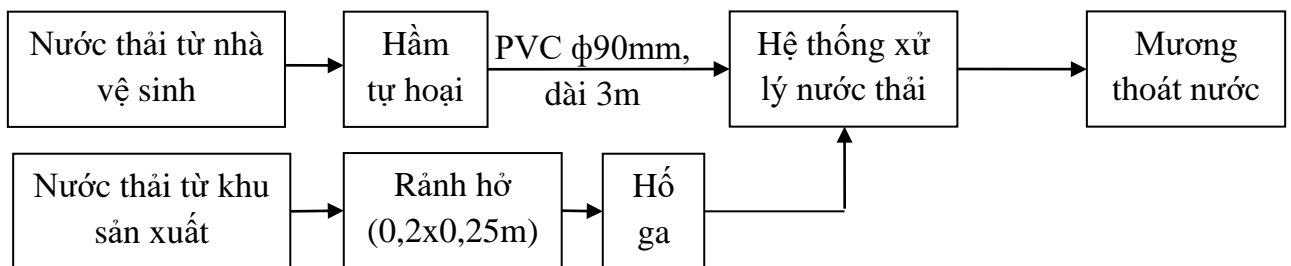 Nước thải từ nhà
vệ sinh
Hầm
tự hoại
PVC ф90mm,
dài 3m
Hệ thống xử
lý nước thải
Mương
thoát nước
Nước thải từ khu
sản xuất
Rảnh hở
(0,2x0,25m)
Hố
ga